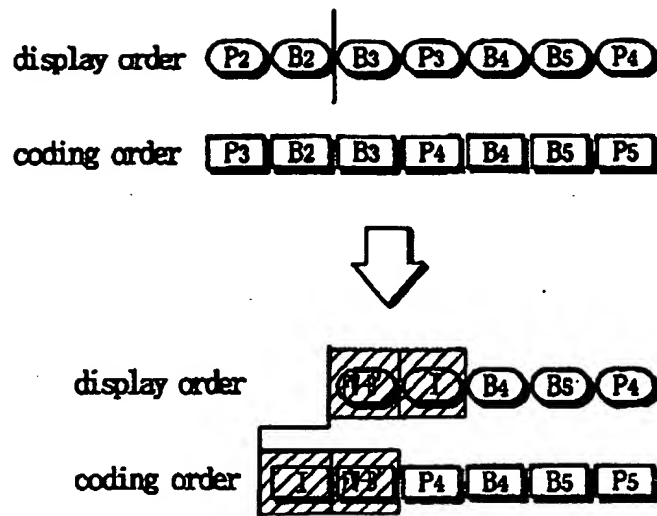 display order P2 B2 B3 P3 B4 B5 P4
coding order P3 B2 B3 P4 B4 B5 P5
display order I B4 B5 P4
coding order I P4 B4 B5 P5